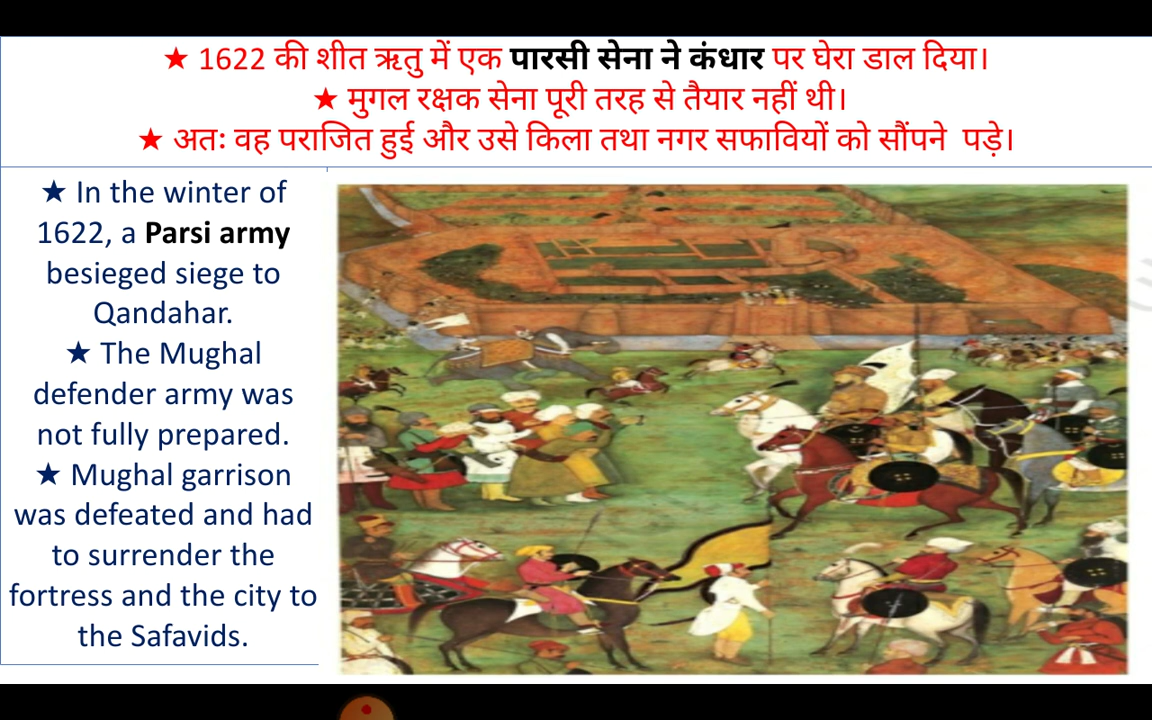 ★ 1622 की शीत ऋतु में एक पारसी सेना ने कंधार पर घेरा डाल दिया।
★ मुगल रक्षक सेना पूरी तरह से तैयार नहीं थी।
★ अतः वह पराजित हुई और उसे किला तथा नगर सफावियों को सौंपने पड़े।
★ In the winter of
1622, a Parsi army
besieged siege to
Qandahar.
★ The Mughal
defender army was
not fully prepared.
★ Mughal garrison
was defeated and had
to surrender the
fortress and the city to
the Safavids.